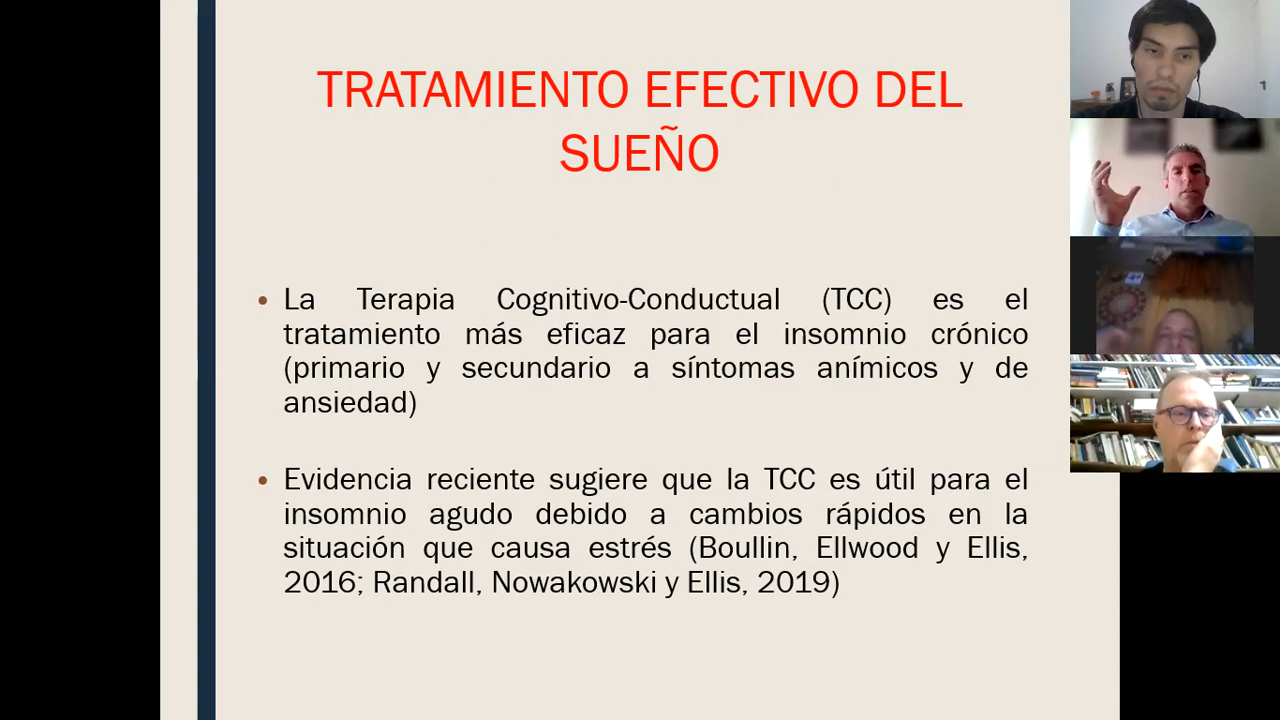 TRATAMIENTO EFECTIVO DEL
SUEÑO
• La Terapia Cognitivo-Conductual (TCC) es el
tratamiento más eficaz para el insomnio crónico
(primario y secundario a síntomas anímicos y de
ansiedad)
• Evidencia reciente sugiere que la TCC es útil para el
insomnio agudo debido a cambios rápidos en la
situación que causa estrés (Boullin, Ellwood y Ellis,
2016; Randall, Nowakowski y Ellis, 2019)